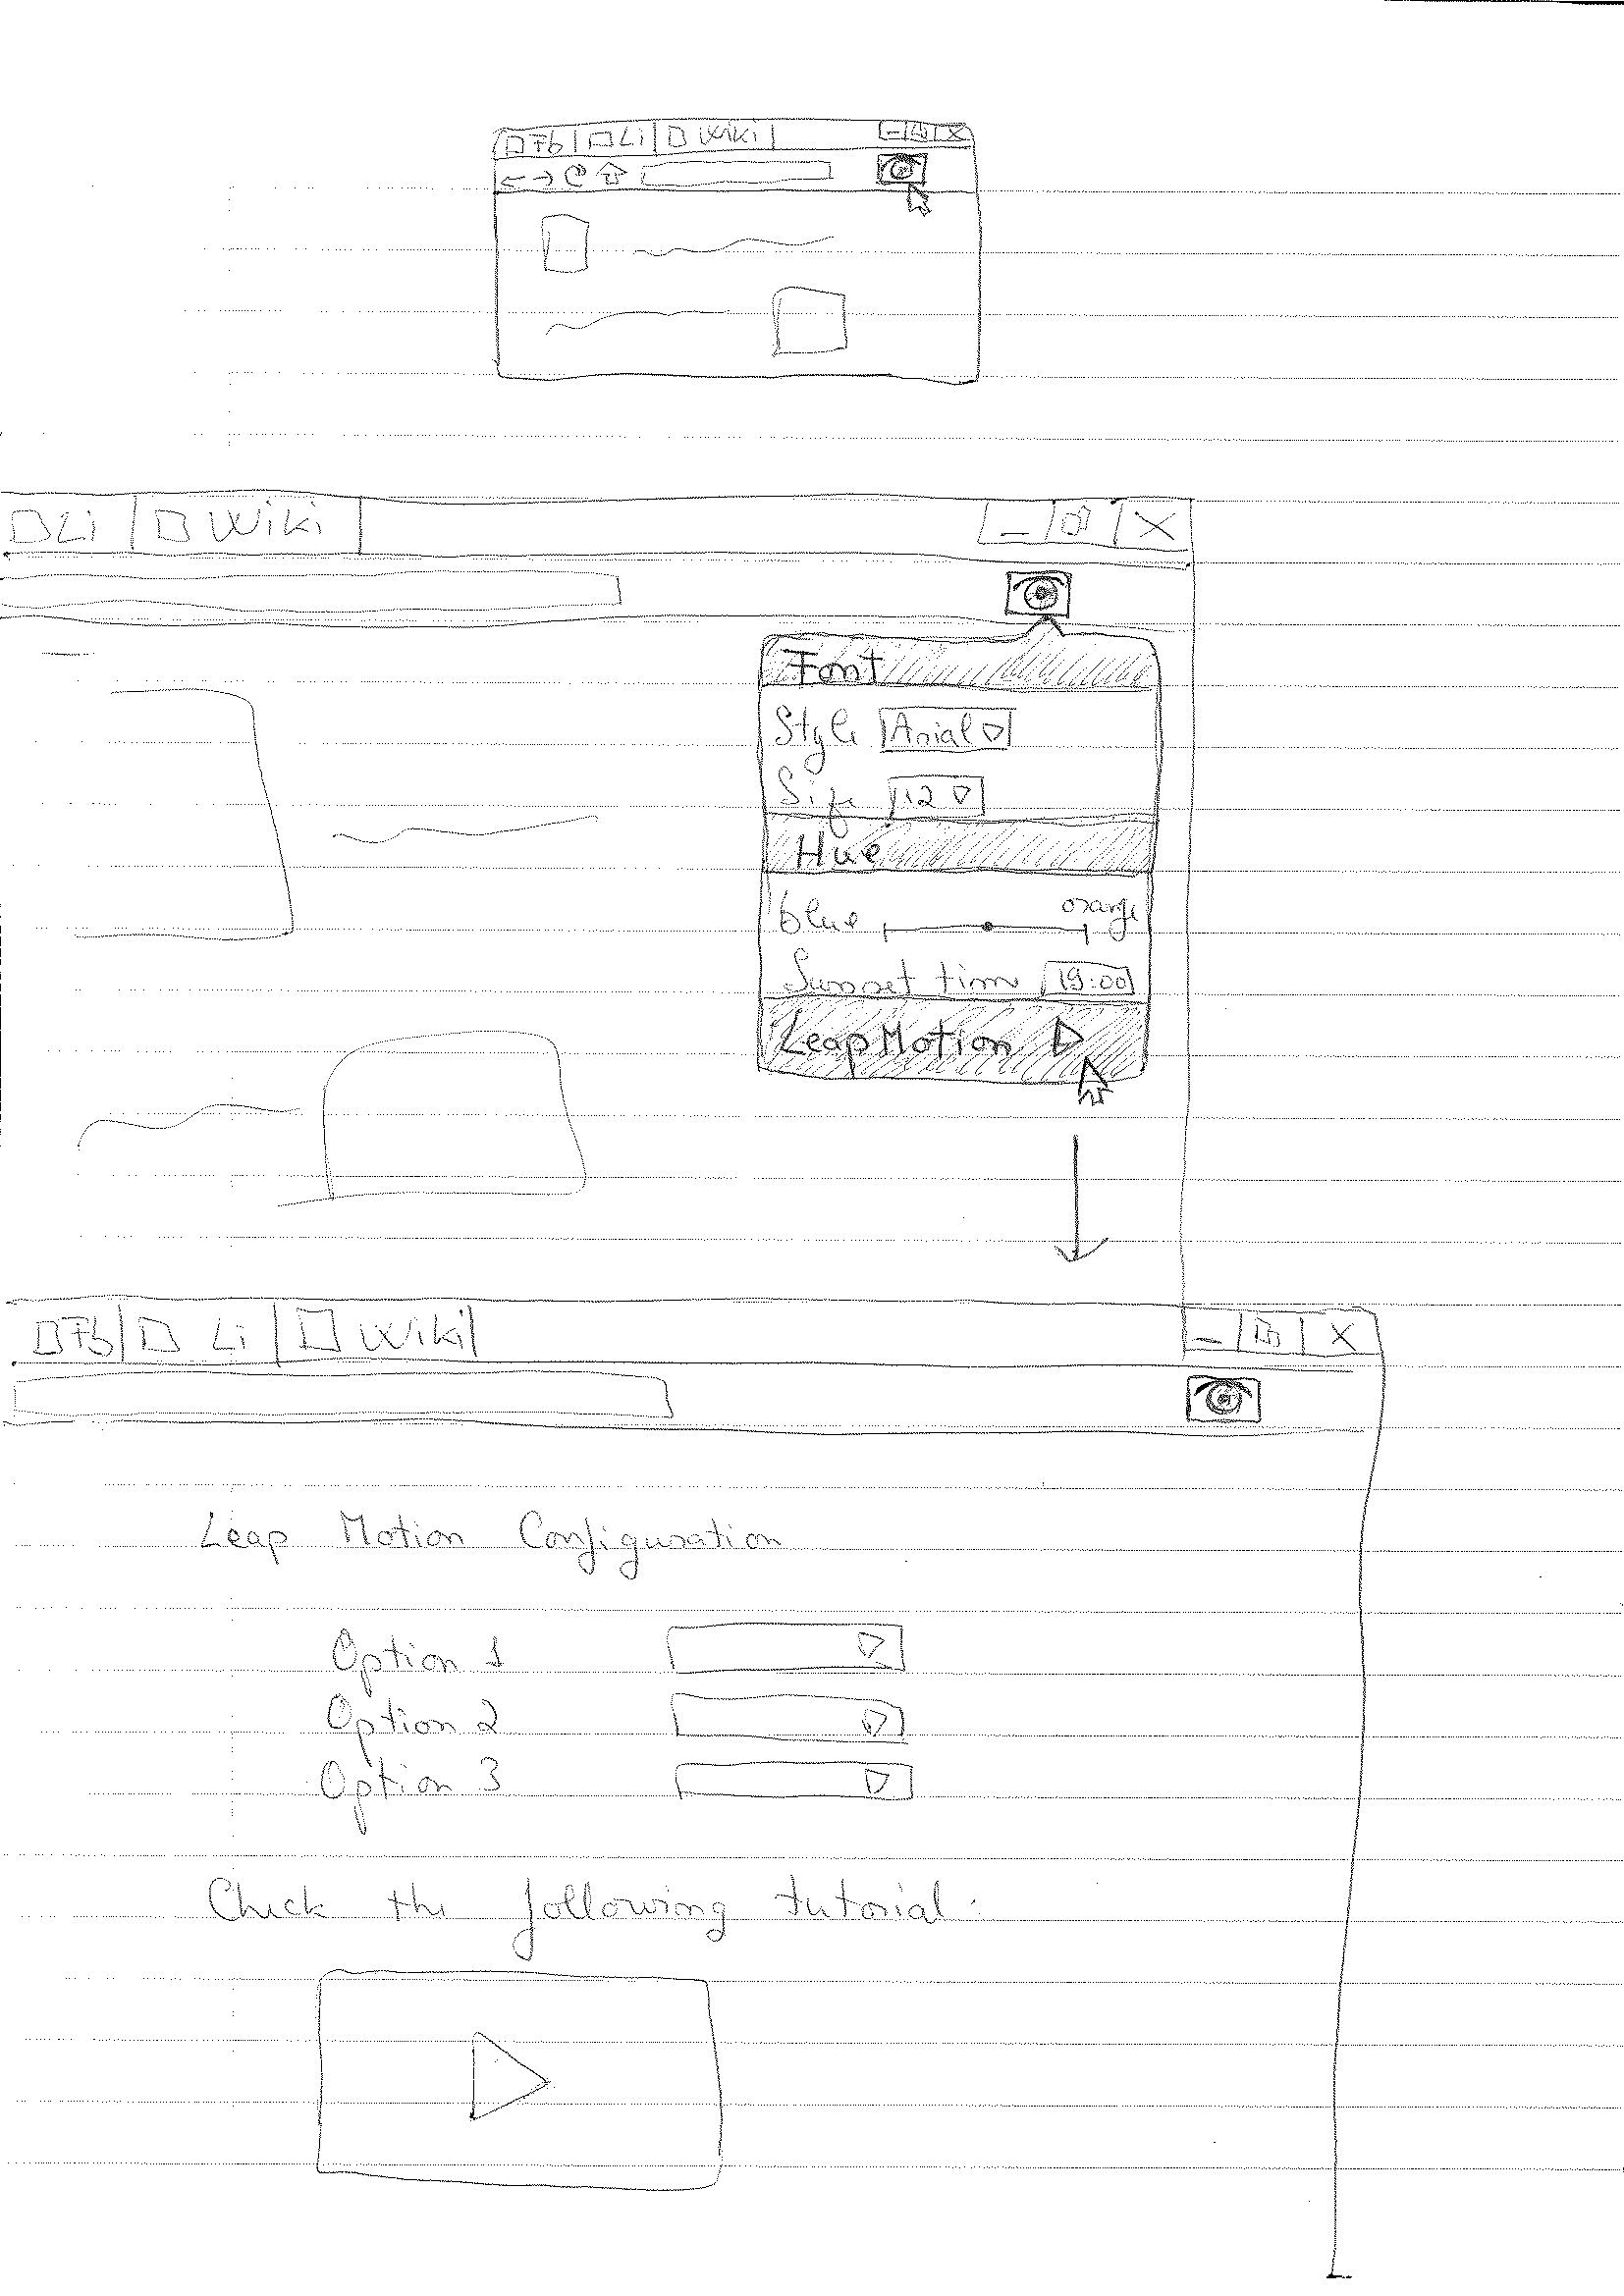 Fb Li Wiki
Li Wiki
Font
Style Arial
Size 12
Hue
blue orange
Sunset time 19:00
Leap Motion
Fb Li Wiki
Leap Motion Configuration
Option 1
Option 2
Option 3
Check the following tutorial: